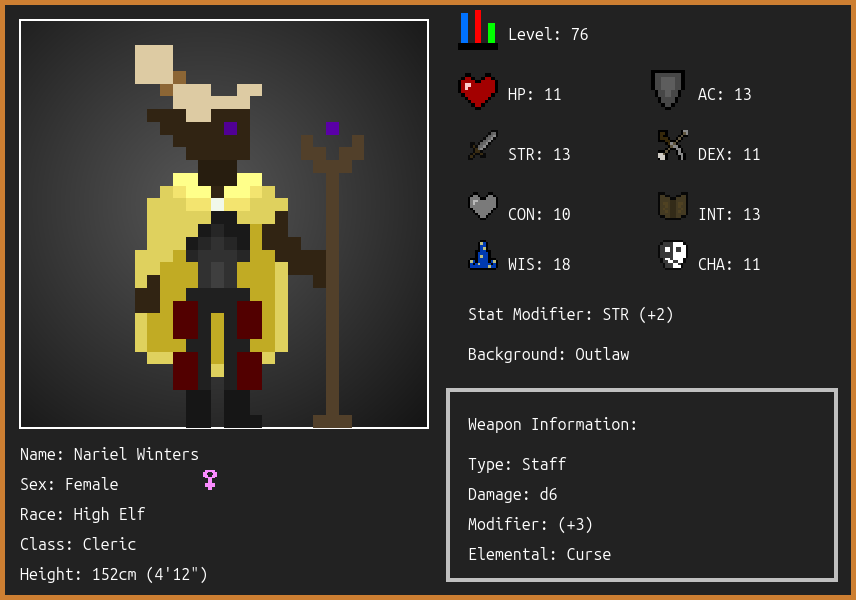 Level: 76
HP: 11
AC: 13
STR: 13
DEX: 11
CON: 10
INT: 13
WIS: 18
CHA: 11
Stat Modifier: STR (+2)
Background: Outlaw
Weapon Information:
Type: Staff
Damage: d6
Modifier: (+3)
Elemental: Curse
Name: Nariel Winters
Sex: Female
Race: High Elf
Class: Cleric
Height: 152cm (4'12")